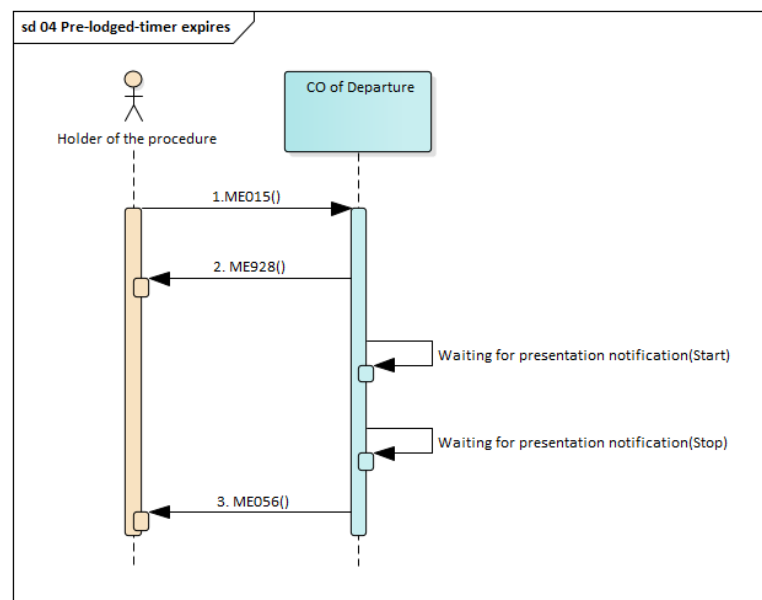 sd 04 Pre-lodged-timer expires
CO of Departure
Holder of the procedure
1.ME015()
2. ME928()
Waiting for presentation notification(Start)
Waiting for presentation notification(Stop)
3. ME056()